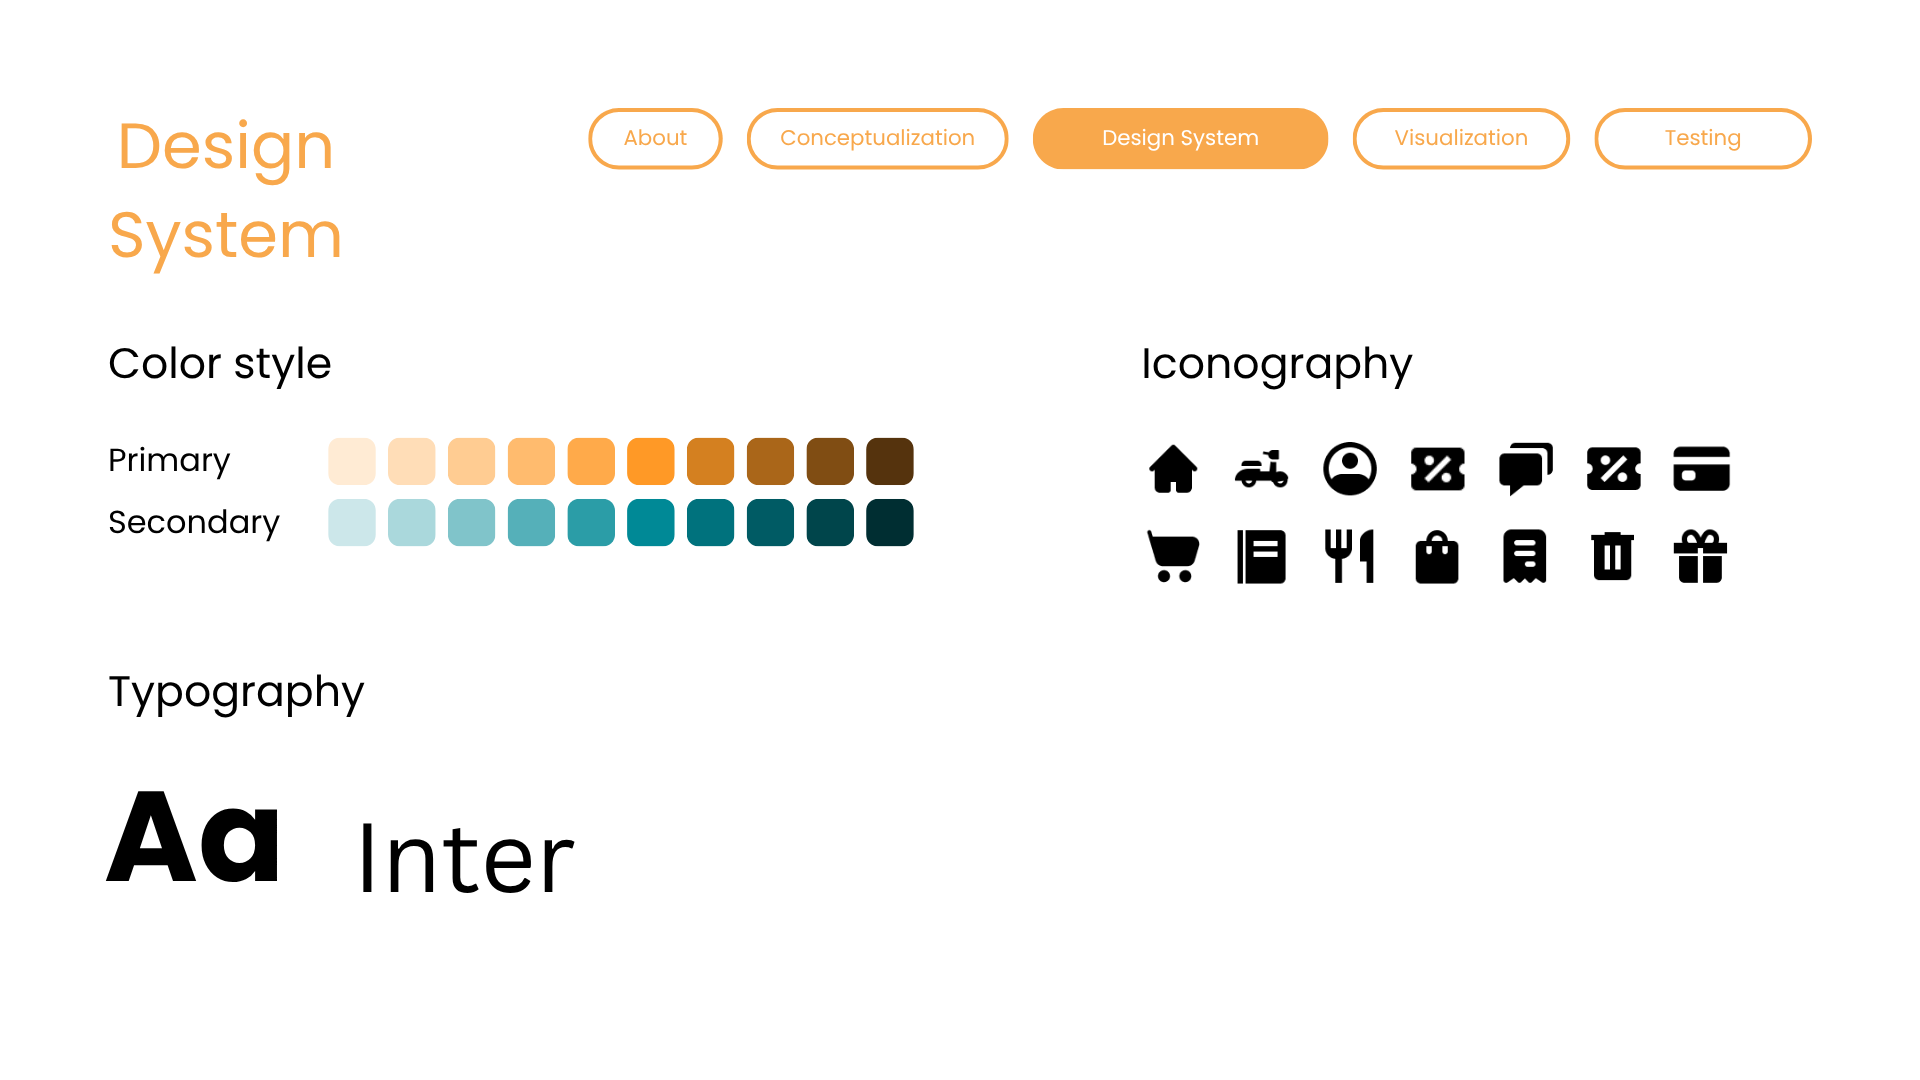 Design
System
About
Conceptualization
Design System
Visualization
Testing
Color style
Primary
Secondary
Iconography
Typography
Aa
Inter